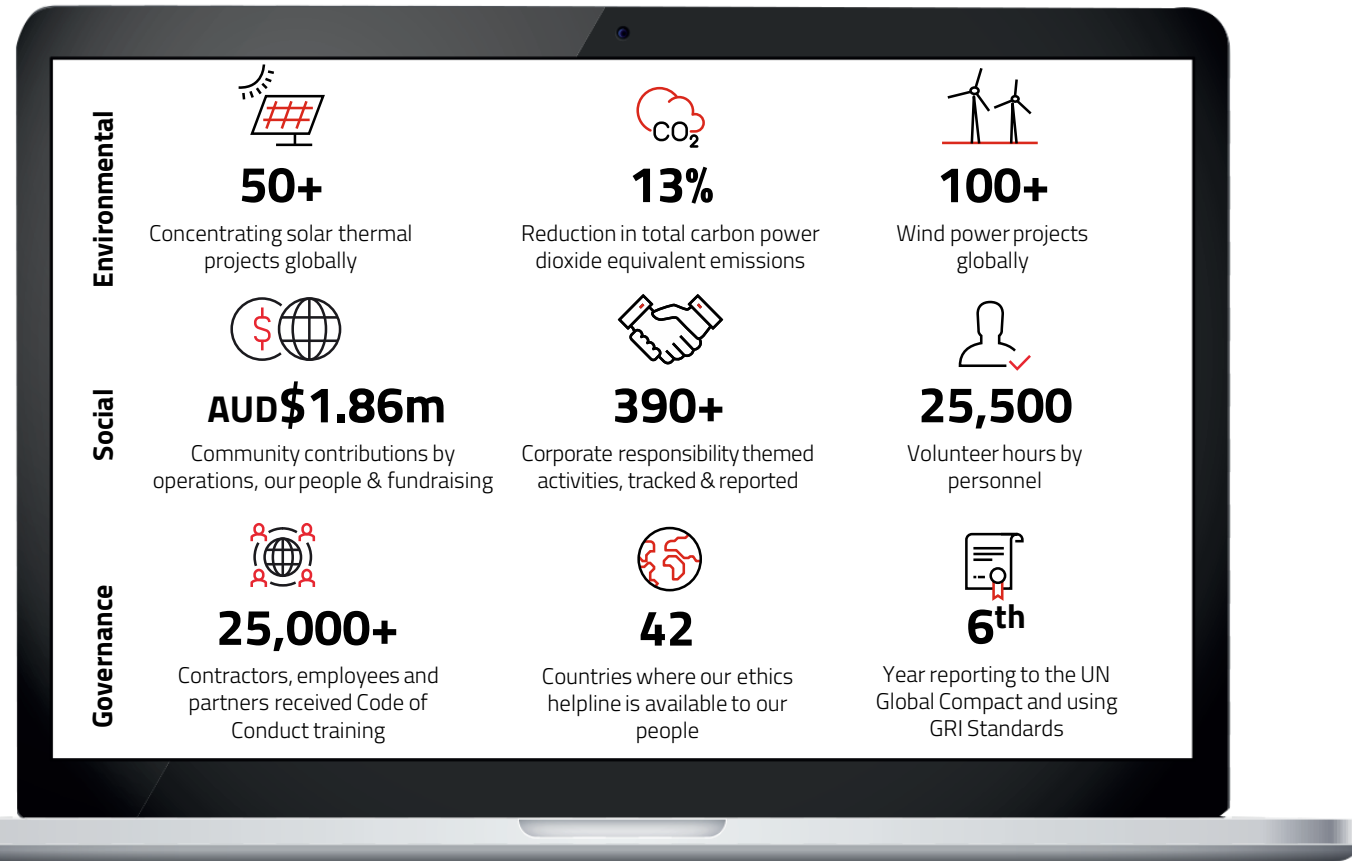 Environmental
CO₂
50+
Concentrating solar thermal
projects globally
13%
Reduction in total carbon power
dioxide equivalent emissions
100+
Wind power projects
globally
Social
$
AUD$1.86m
Community contributions by
operations, our people & fundraising
390+
Corporate responsibility themed
activities, tracked & reported
25,500
Volunteer hours by
personnel
Governance
25,000+
Contractors, employees and
partners received Code of
Conduct training
42
Countries where our ethics
helpline is available to our
people
6th
Year reporting to the UN
Global Compact and using
GRI Standards